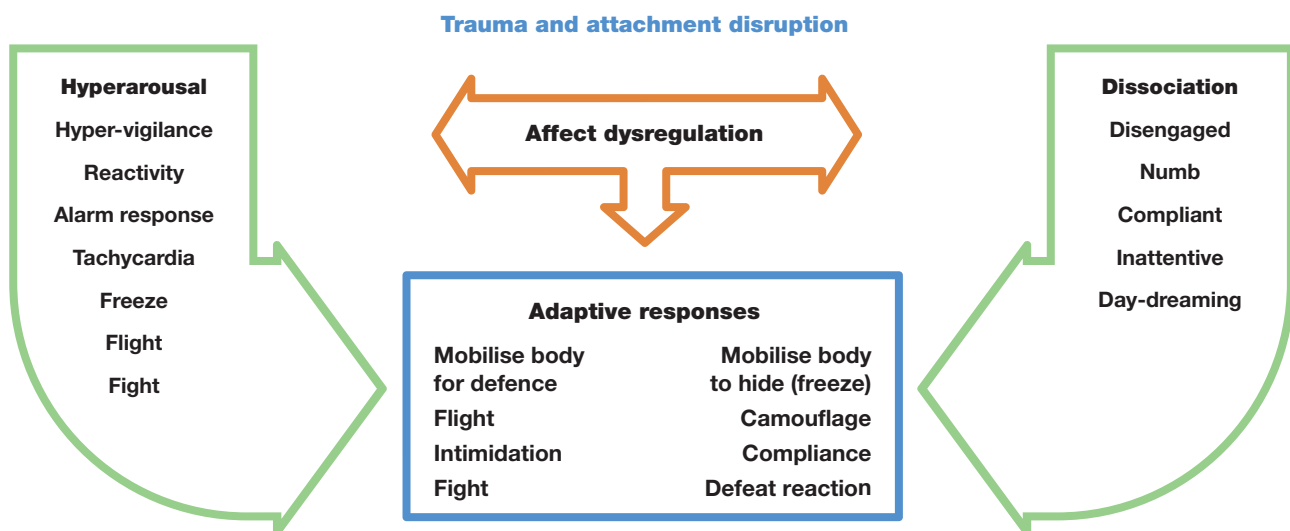 Trauma and attachment disruption
Hyperarousal
Hyper-vigilance
Reactivity
Alarm response
Tachycardia
Freeze
Flight
Fight
Affect dysregulation
Dissociation
Disengaged
Numb
Compliant
Inattentive
Day-dreaming
Adaptive responses
Mobilise body
for defence
Flight
Intimidation
Fight
Mobilise body
to hide (freeze)
Camouflage
Compliance
Defeat reaction